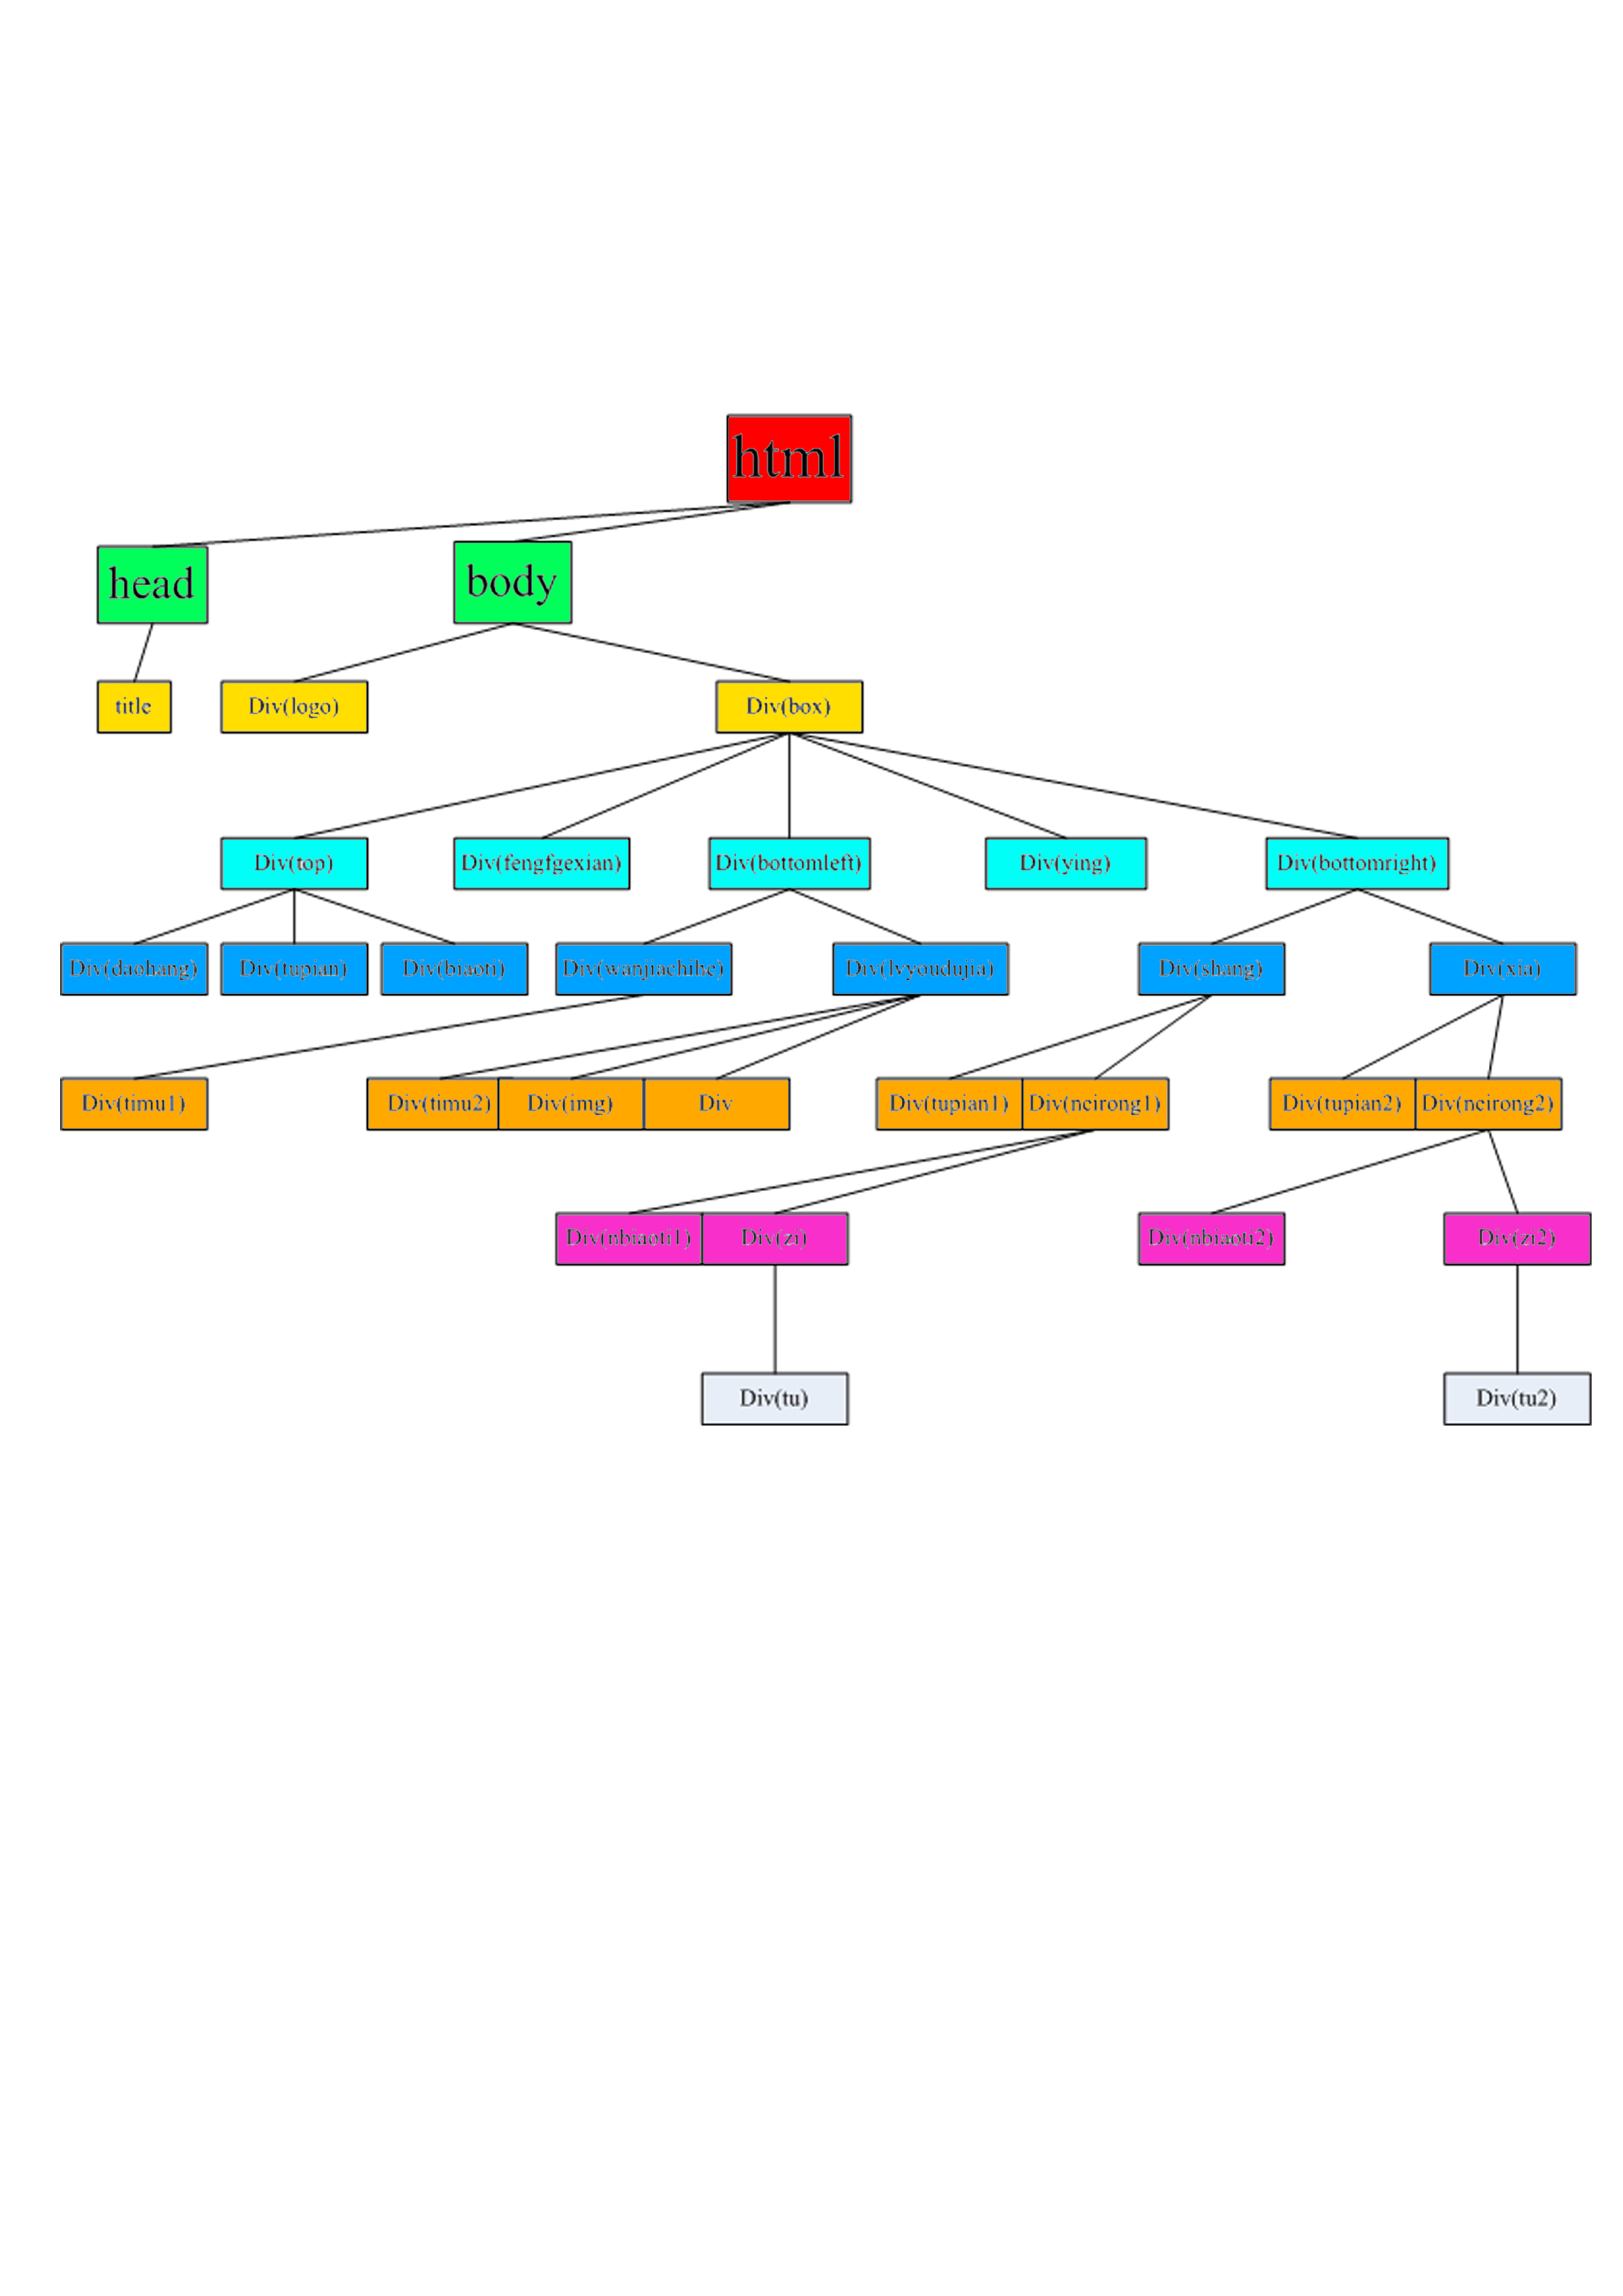 html
head
body
title
Div(logo)
Div(box)
Div(top)
Div(fengfgexian)
Div(bottomleft)
Div(ying)
Div(bottomright)
Div(daohang)
Div(tupian)
Div(biaoti)
Div(wanjiachihe)
Div(lvyoudujia)
Div(shang)
Div(xia)
Div(timu1)
Div(timu2)
Div(img)
Div
Div(tupian1)
Div(neirong1)
Div(tupian2)
Div(neirong2)
Div(nbiaoti1)
Div(zi)
Div(nbiaoti2)
Div(zi2)
Div(tu)
Div(tu2)